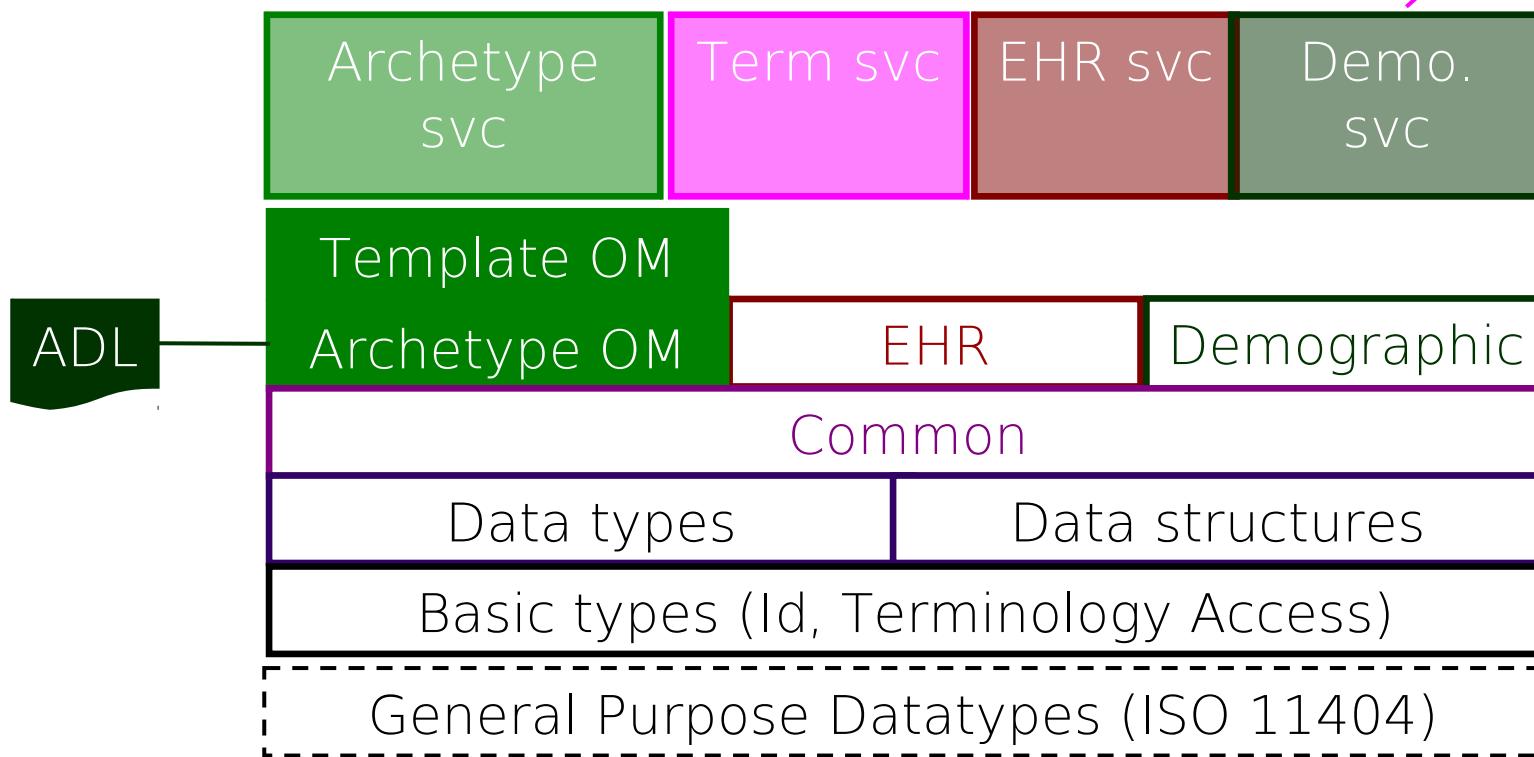 Archetype
svc
Term svc
EHR svc
Demo.
svc
Template OM
ADL
Archetype OM
EHR
Demographic
Common
Data types
Data structures
Basic types (Id, Terminology Access)
General Purpose Datatypes (ISO 11404)